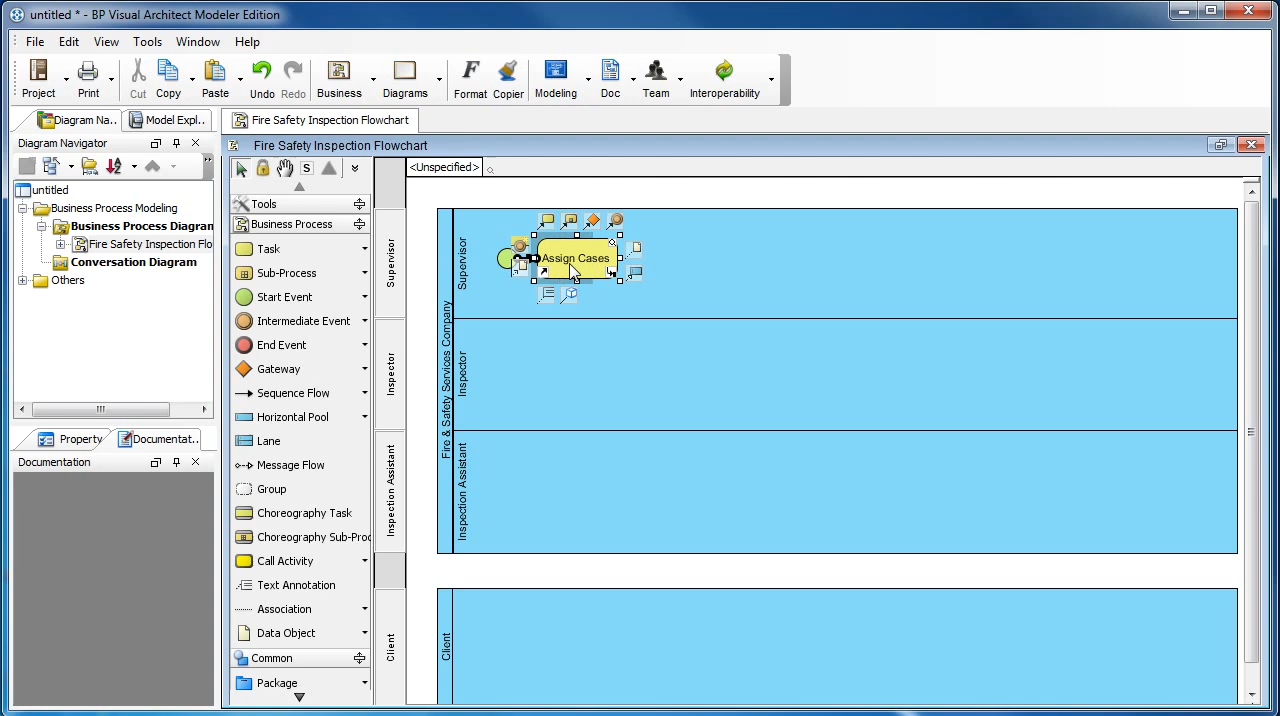 untitled * - BP Visual Architect Modeler Edition
File Edit View Tools Window Help
Project Print Cut Copy Paste Undo Redo Business Diagrams Format Copier Modeling Doc Team Interoperability
Diagram Na.. Model Expl.. Fire Safety Inspection Flowchart
Diagram Navigator
Fire Safety Inspection Flowchart
S
<Unspecified>
untitled
Business Process Modeling
Business Process Diagran
Fire Safety Inspection Flo
Conversation Diagram
Others
Property Documentat..
Documentation
Tools
Business Process
Task
Sub-Process
Start Event
Intermediate Event
End Event
Gateway
Sequence Flow
Horizontal Pool
Lane
Message Flow
Group
Choreography Task
Choreography Sub-Proc
Call Activity
Text Annotation
Association
Data Object
Common
Package
Supervisor
Inspector
Inspection Assistant
Client
Fire & Safety Services Company
Supervisor
Assign Cases
Inspector
Inspection Assistant
Client